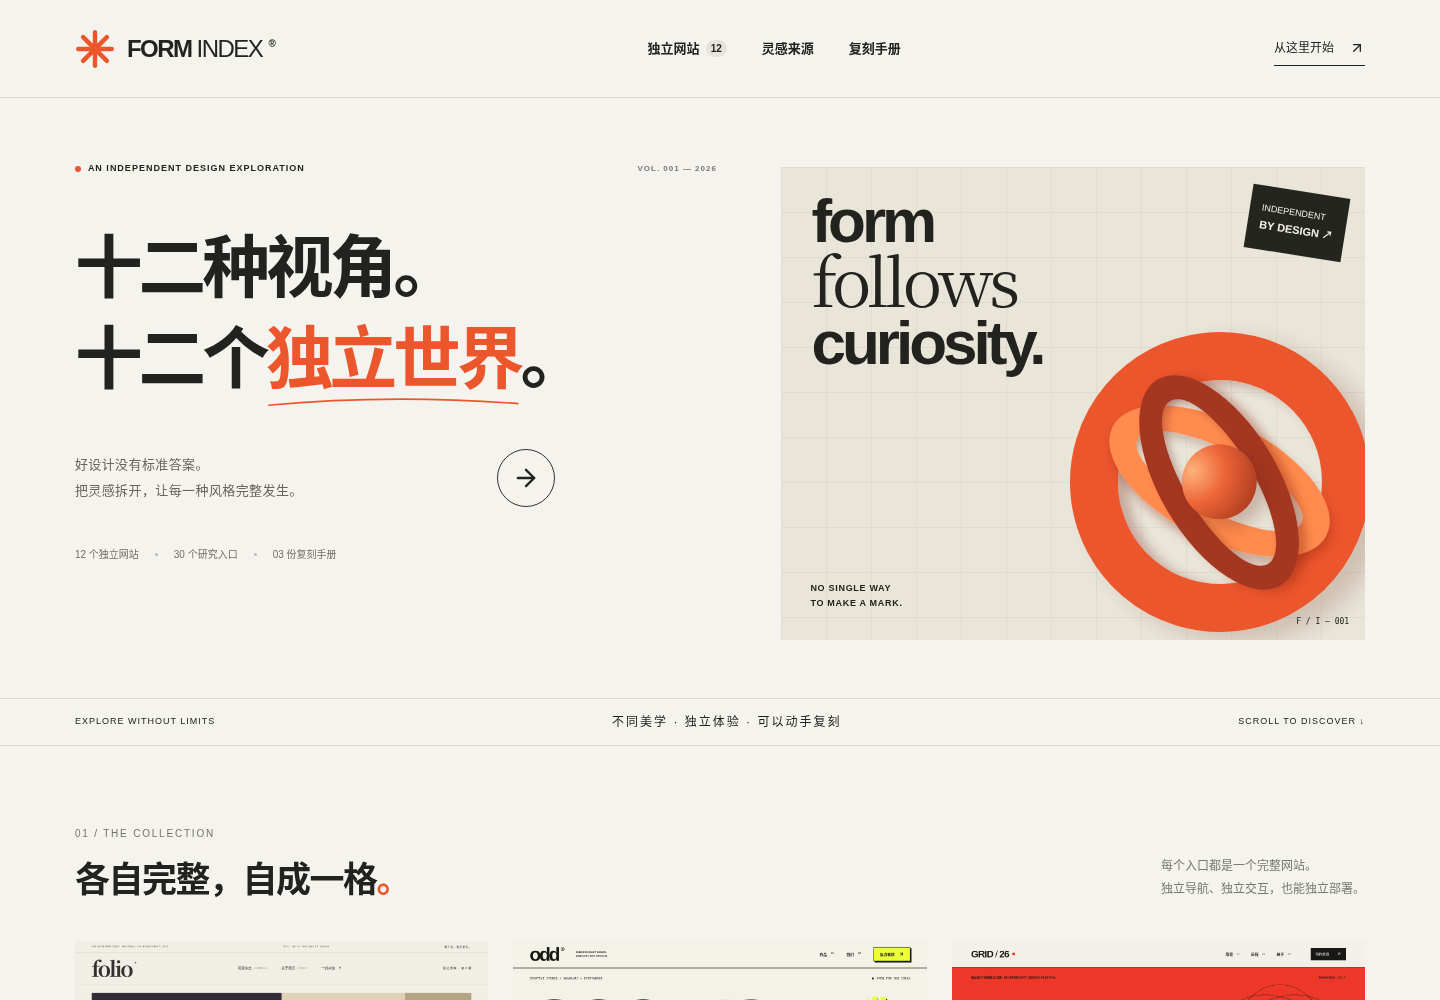 FORM INDEX ®
独立网站 12
灵感来源
复刻手册
从这里开始
AN INDEPENDENT DESIGN EXPLORATION
VOL. 001 — 2026
十二种视角。
十二个独立世界。
好设计没有标准答案。
把灵感拆开，让每一种风格完整发生。
12 个独立网站
30 个研究入口
03 份复刻手册
form
follows
curiosity.
INDEPENDENT
BY DESIGN ↗
NO SINGLE WAY
TO MAKE A MARK.
F / I — 001
EXPLORE WITHOUT LIMITS
不同美学 · 独立体验 · 可以动手复刻
SCROLL TO DISCOVER ↓
01 / THE COLLECTION
各自完整，自成一格。
每个入口都是一个完整网站。
独立导航、独立交互，也能独立部署。
folio
odd®
GRID / 26